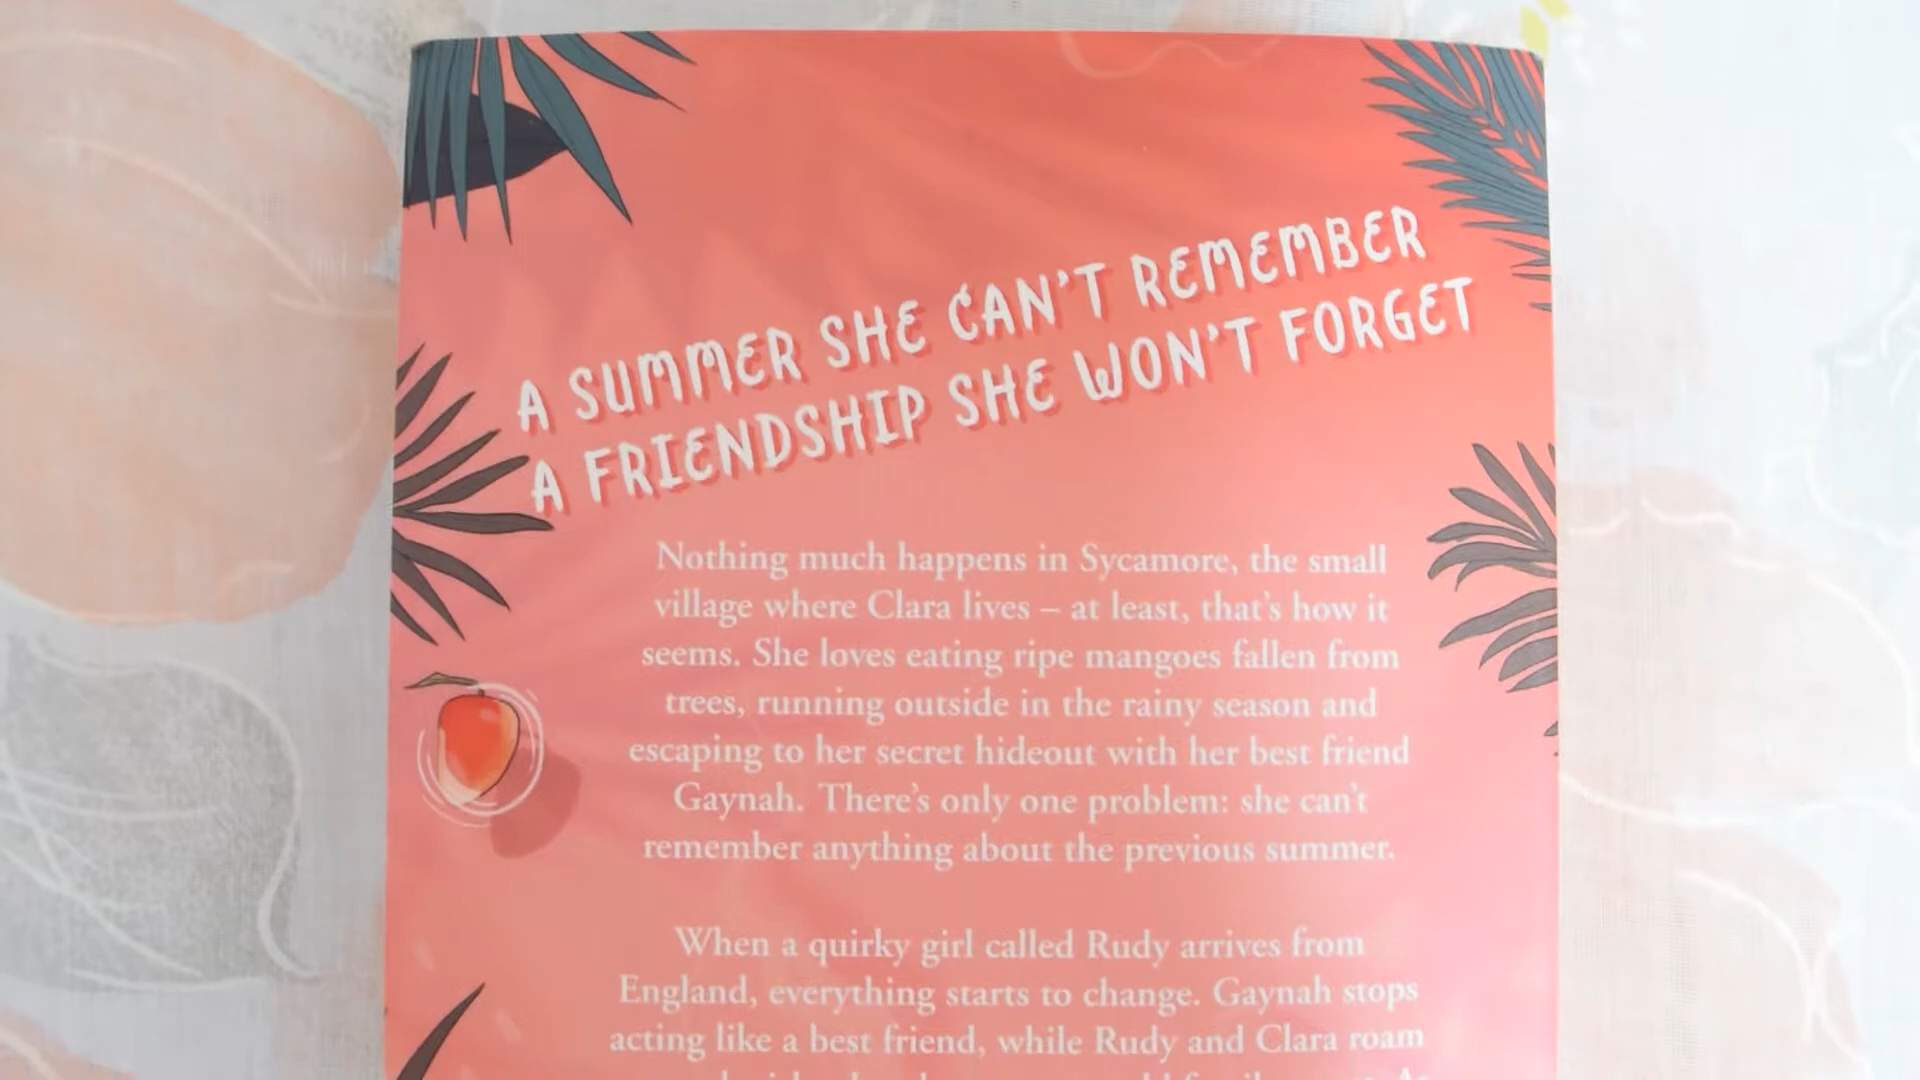 A SUMMER SHE CAN'T REMEMBER
A FRIENDSHIP SHE WON'T FORGET
Nothing much happens in Sycamore, the small
village where Clara lives – at least, that's how it
seems. She loves eating ripe mangoes fallen from
trees, running outside in the rainy season and
escaping to her secret hideout with her best friend
Gaynah. There's only one problem: she can't
remember anything about the previous summer.
When a quirky girl called Rudy arrives from
England, everything starts to change. Gaynah stops
acting like a best friend, while Rudy and Clara roam